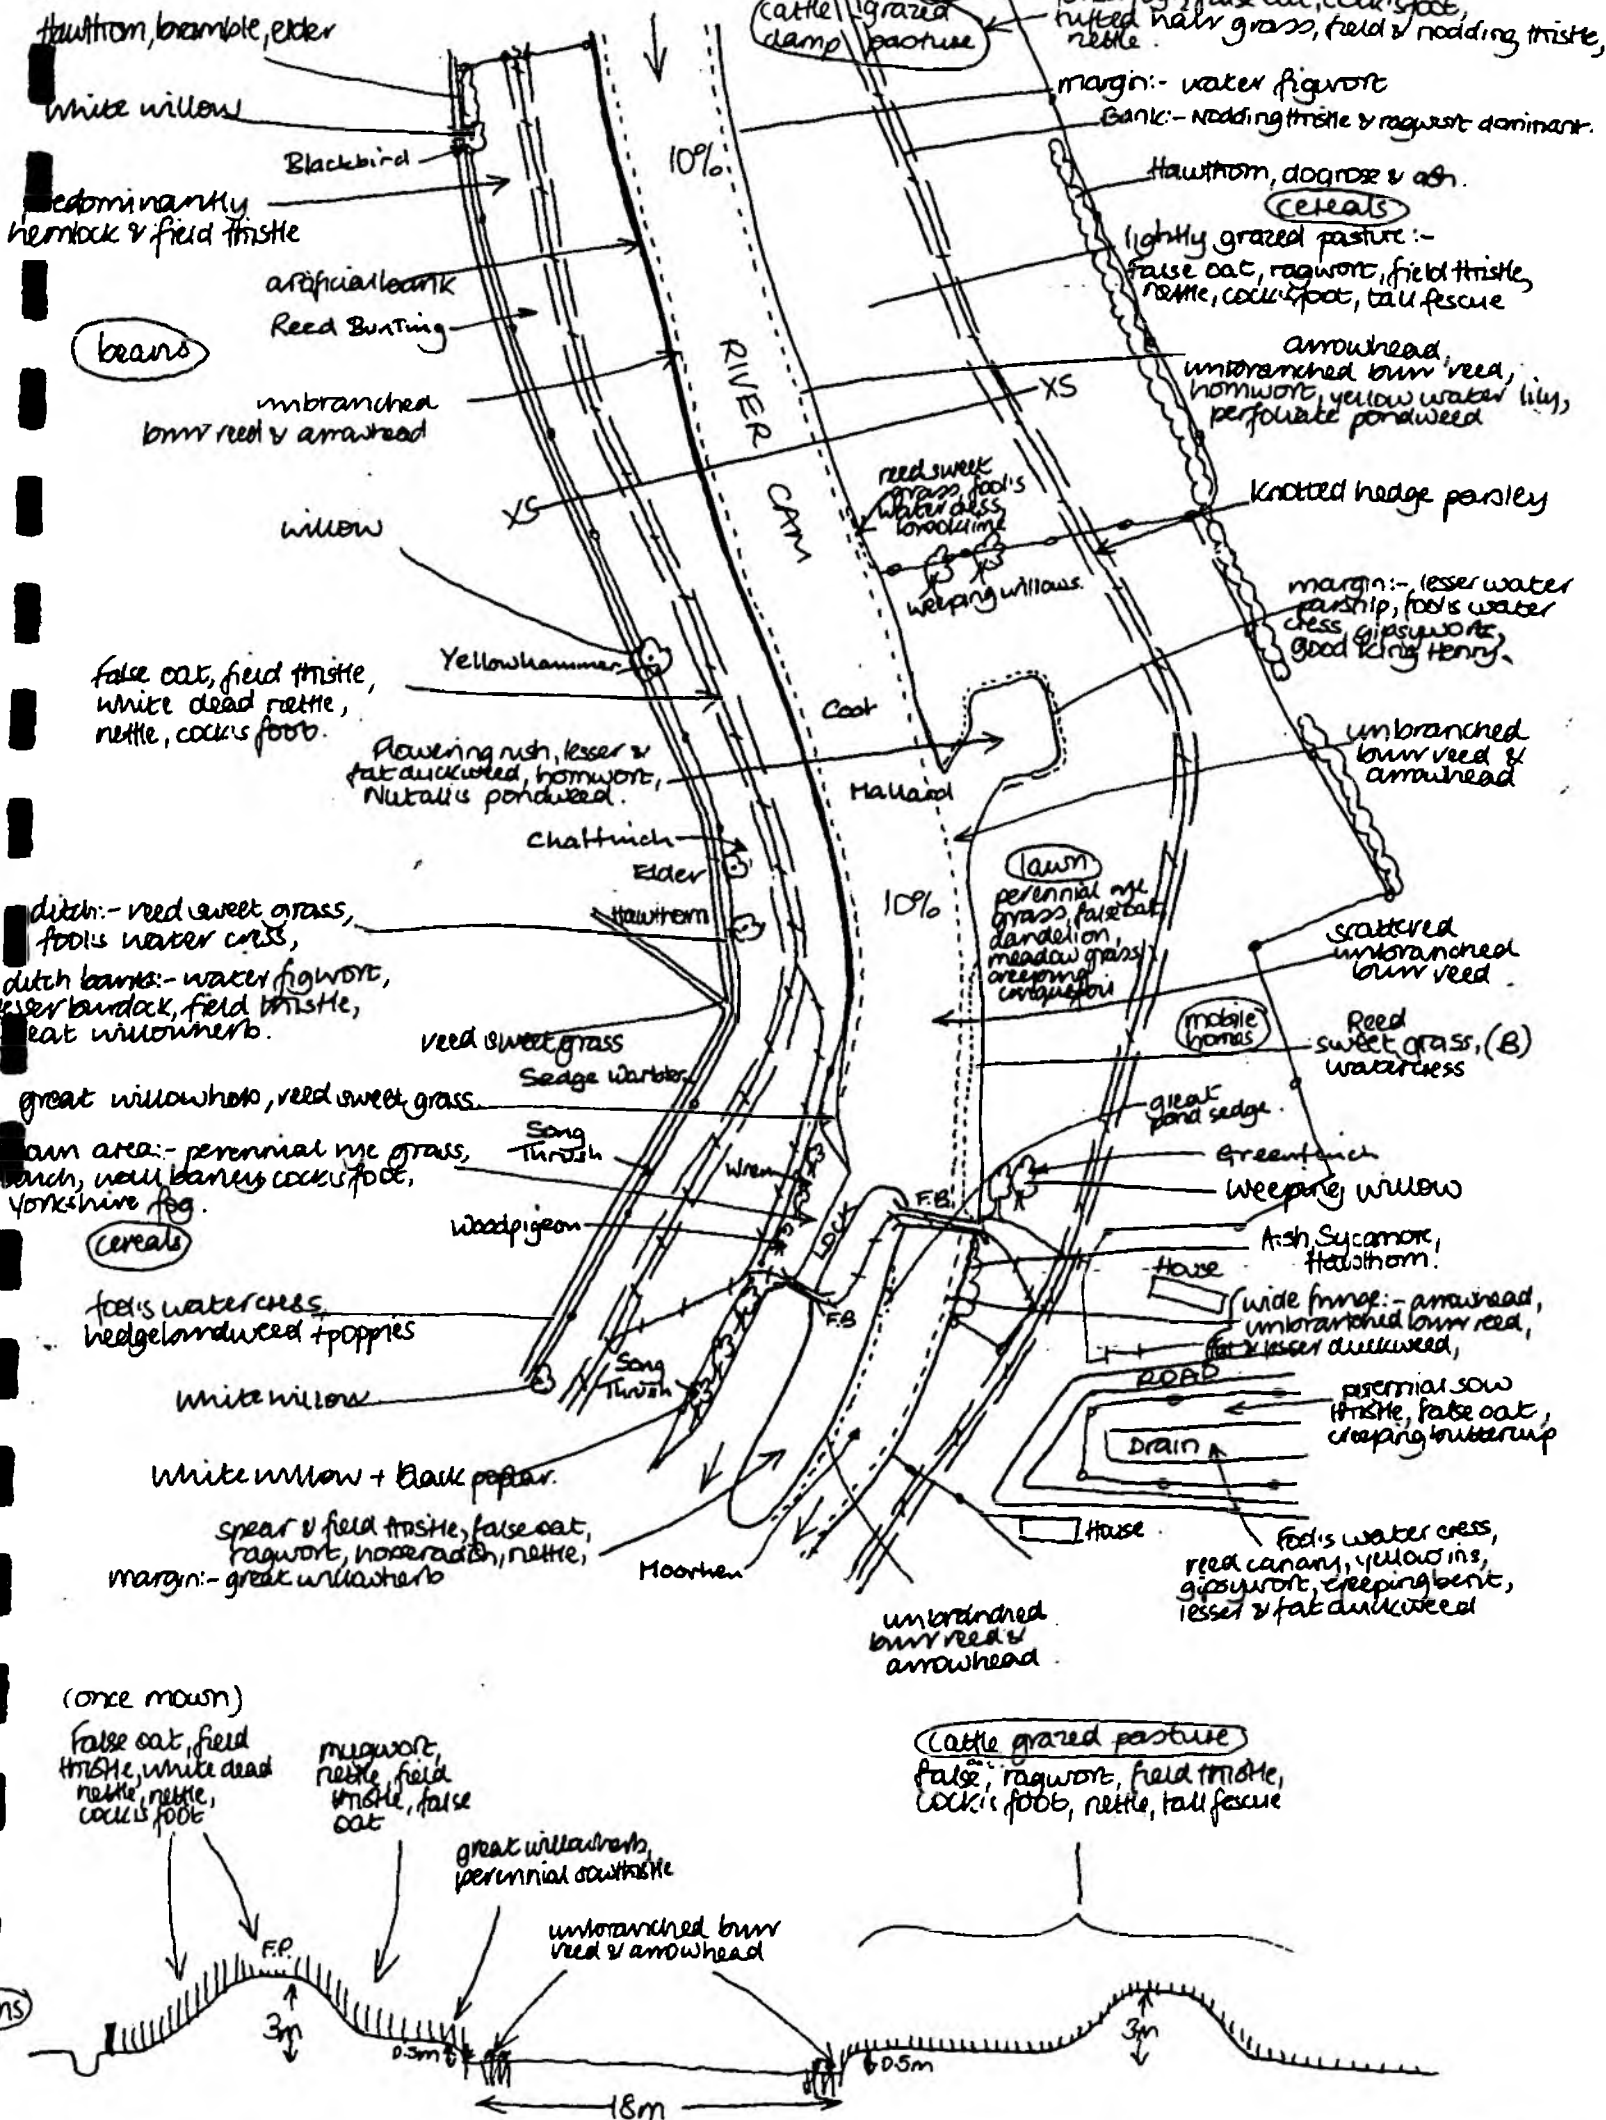 Hawthorn, bramble, elder
White willow
Blackbird
hemlock & field thistle
artificial bank
Reed Bunting
beans
unbranched
burr reed & arrowhead
XS
willow
Yellowhammer
False oat, field thistle,
white dead nettle,
nettle, cock's foot.
Flowering rush, lesser &
fat duckweed, hornwort,
Nutall's pondweed.
Chaffinch
Elder
Hawthorn
ditch:- reed sweet grass,
fool's water cress,
ditch banks:- water figwort,
lesser burdock, field thistle,
great willowherb.
reed sweet grass
Sedge Warbler
great willowherb, reed sweet grass
area:- perennial rye grass,
wall barley, cock's foot,
Yorkshire fog.
Song
Thrush
Wren
Woodpigeon
cereals
fool's watercress,
hedgebindweed + poppies
White willow
Song
Thrush
White willow + Black poplar.
spear & field thistle, false oat,
ragwort, horseradish, nettle,
margin:- great willowherb
Moorhen
cattle grazed
damp pasture
tufted hair grass, field & nodding thistle,
nettle.
margin:- water figwort
Bank:- Nodding thistle & ragwort dominant.
10%
Hawthorn, dogrose & ash.
cereals
lightly grazed pasture:-
false oat, ragwort, field thistle,
nettle, cock's foot, tall fescue
RIVER
CAM
arrowhead,
unbranched burr reed,
hornwort, yellow water lily,
perfoliate pondweed
XS
reed sweet
grass, fool's
water cress,
brooklime
Knotted hedge parsley
weeping willows.
margin:- lesser water
parsnip, fool's water
cress, gipsywort,
good king Henry.
Coot
Mallard
unbranched
burr reed &
arrowhead
lawn
perennial rye
grass, false oat,
dandelion,
meadow grass,
creeping
cinquefoil
10%
scattered
unbranched
burr reed
mobile
homes
Reed
sweet grass, (B)
watercress
great
pond sedge.
Greenfinch
Weeping willow
F.B.
LOCK
F.B
Ash, Sycamore,
Hawthorn.
House
wide fringe:- arrowhead,
unbranched burr reed,
fat & lesser duckweed,
ROAD
perennial sow
thistle, false oat,
creeping buttercup
Drain
House
Fool's water cress,
reed canary, yellow iris,
gipsywort, creeping bent,
lesser & fat duckweed
unbranched
burr reed &
arrowhead.
(once mown)
False oat, field
thistle, white dead
nettle, nettle,
cock's foot
mugwort,
nettle, field
thistle, false
oat
great willowherb,
perennial sowthistle
unbranched burr
reed & arrowhead
cattle grazed pasture
false, ragwort, field thistle,
cock's foot, nettle, tall fescue
F.P.
3m
0.5m
18m
0.5m
3m